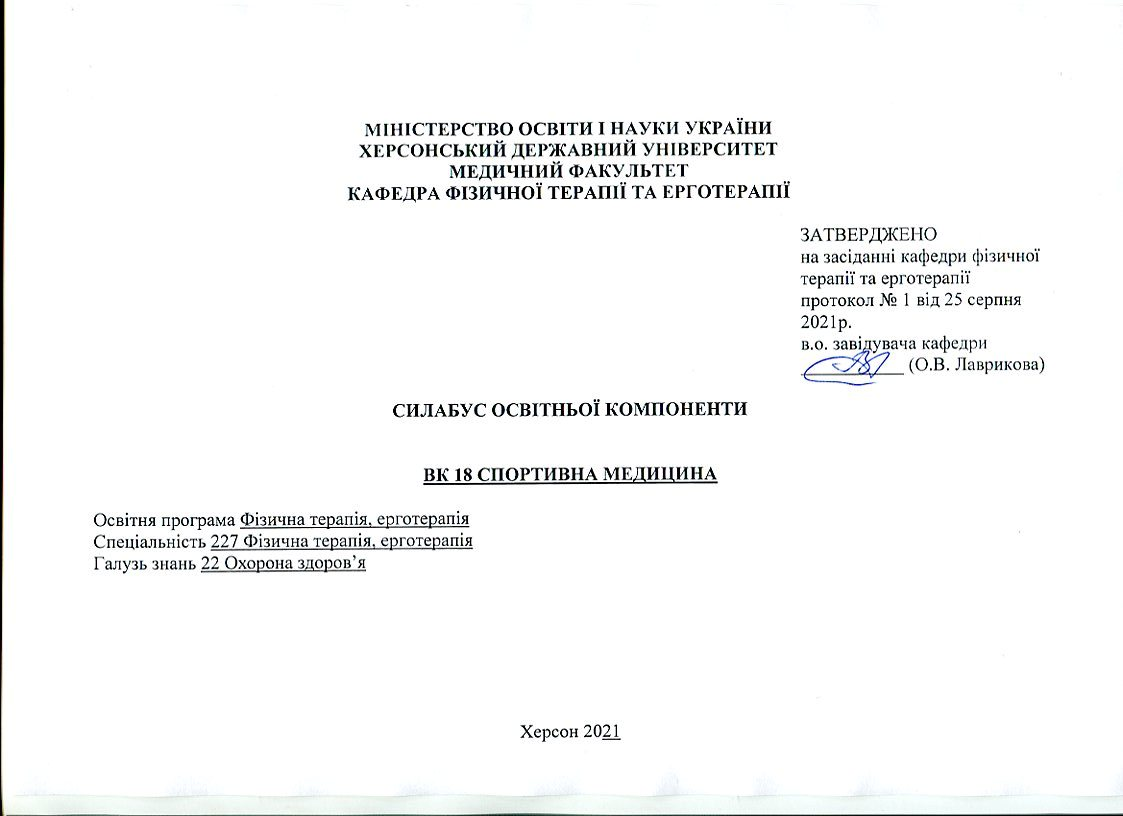 МІНІСТЕРСТВО ОСВІТИ І НАУКИ УКРАЇНИ
ХЕРСОНСЬКИЙ ДЕРЖАВНИЙ УНІВЕРСИТЕТ
МЕДИЧНИЙ ФАКУЛЬТЕТ
КАФЕДРА ФІЗИЧНОЇ ТЕРАПІЇ ТА ЕРГОТЕРАПІЇ
ЗАТВЕРДЖЕНО
на засіданні кафедри фізичної
терапії та ерготерапії
протокол № 1 від 25 серпня
2021р.
в.о. завідувача кафедри
___________ (О.В. Лаврикова)
СИЛАБУС ОСВІТНЬОЇ КОМПОНЕНТИ
ВК 18 СПОРТИВНА МЕДИЦИНА
Освітня програма Фізична терапія, ерготерапія
Спеціальність 227 Фізична терапія, ерготерапія
Галузь знань 22 Охорона здоров’я
Херсон 2021